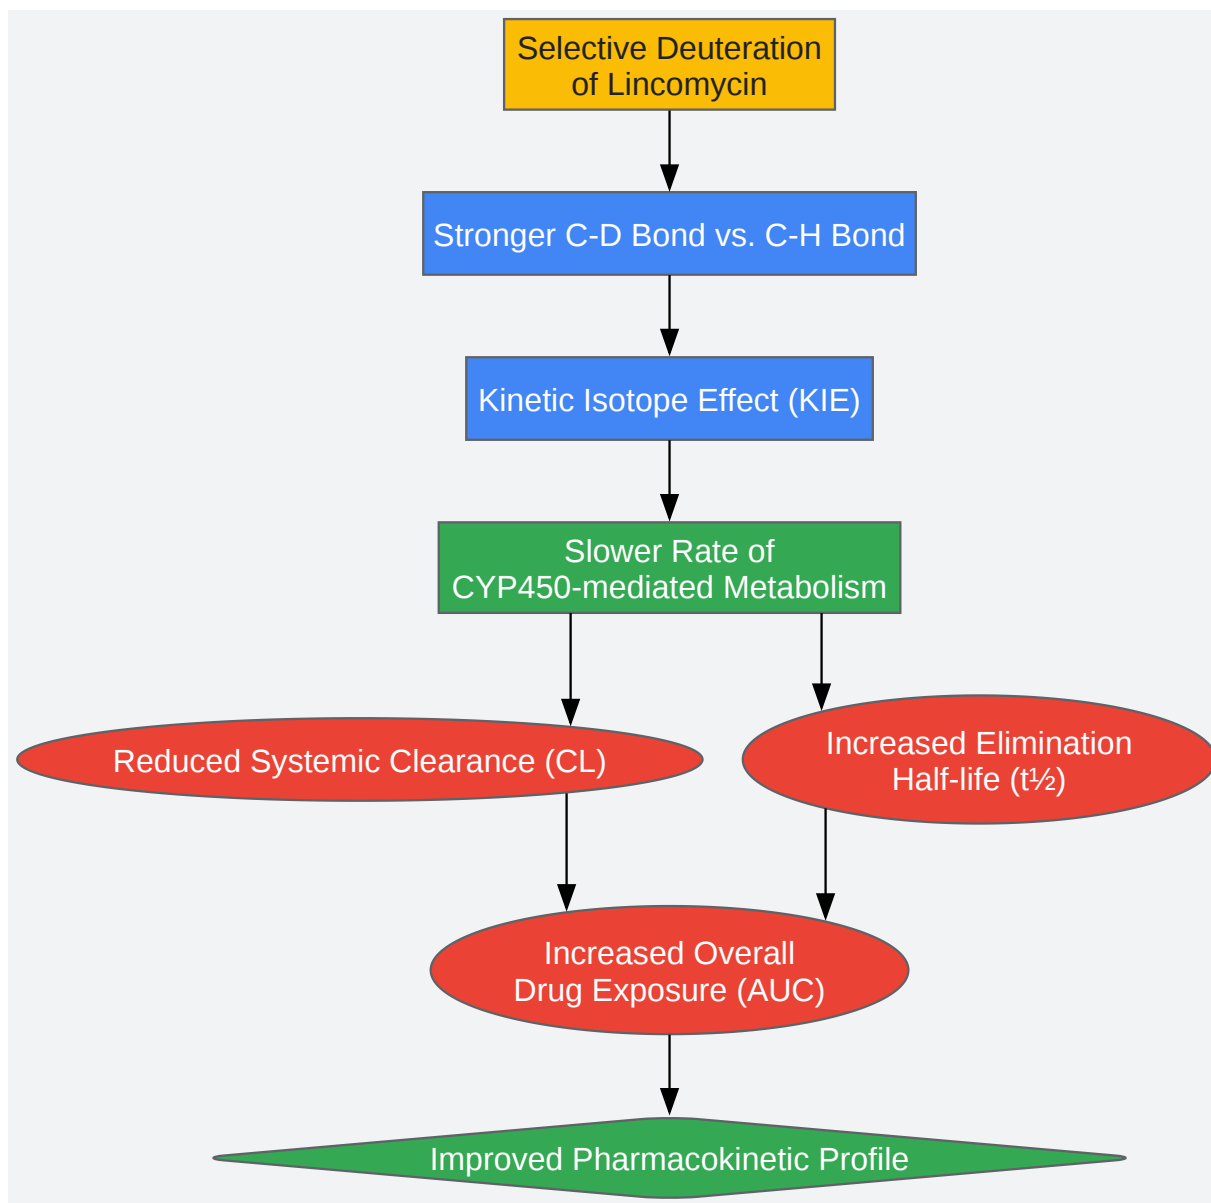 Selective Deuteration
of Lincomycin
Stronger C-D Bond vs. C-H Bond
Kinetic Isotope Effect (KIE)
Slower Rate of
CYP450-mediated Metabolism
Reduced Systemic Clearance (CL)
Increased Elimination
Half-life (t½)
Increased Overall
Drug Exposure (AUC)
Improved Pharmacokinetic Profile